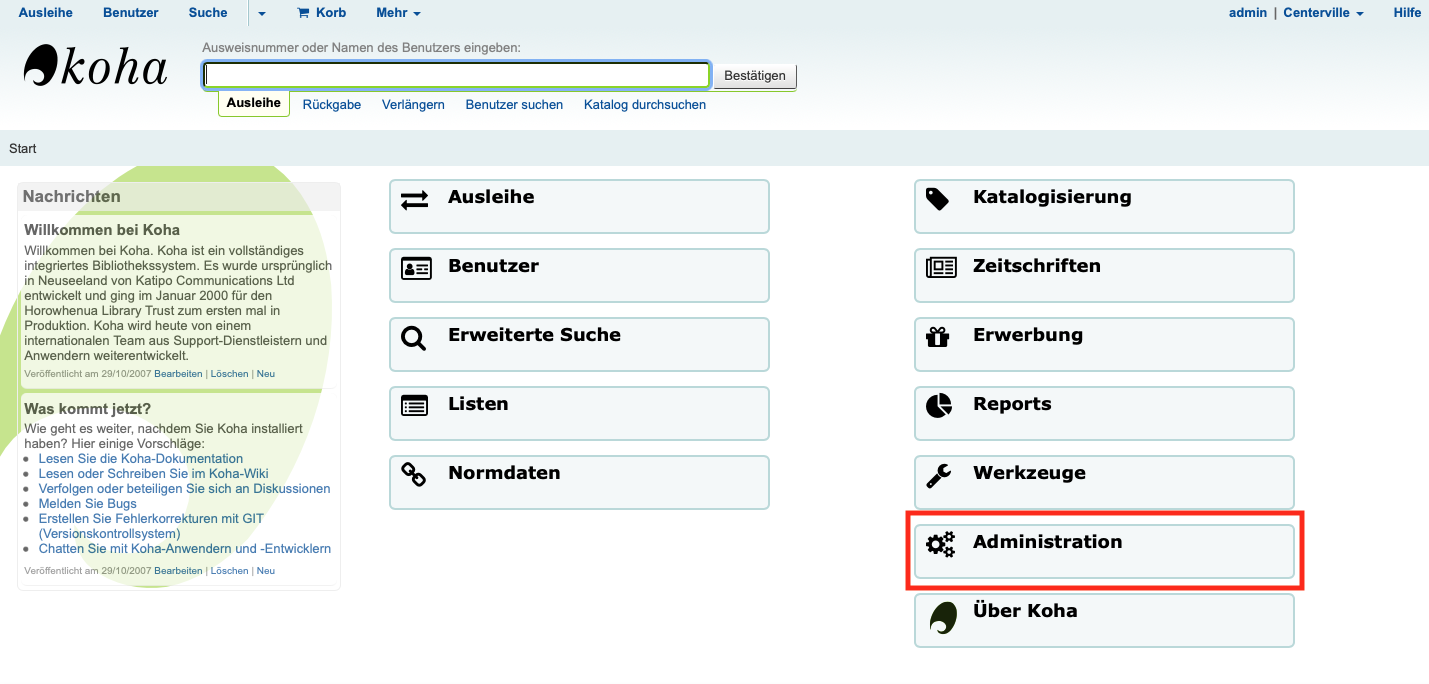 Ausleihe Benutzer Suche Korb Mehr admin | Centerville Hilfe
koha
Ausweisnummer oder Namen des Benutzers eingeben:
Bestätigen
Ausleihe Rückgabe Verlängern Benutzer suchen Katalog durchsuchen
Start
Nachrichten
Willkommen bei Koha
Willkommen bei Koha. Koha ist ein vollständiges
integriertes Bibliothekssystem. Es wurde ursprünglich
in Neuseeland von Katipo Communications Ltd
entwickelt und ging im Januar 2000 für den
Horowhenua Library Trust zum ersten mal in
Produktion. Koha wird heute von einem
internationalen Team aus Support-Dienstleistern und
Anwendern weiterentwickelt.
Veröffentlicht am 29/10/2007 Bearbeiten | Löschen | Neu
Was kommt jetzt?
Wie geht es weiter, nachdem Sie Koha installiert
haben? Hier einige Vorschläge:
Lesen Sie die Koha-Dokumentation
Lesen oder Schreiben Sie im Koha-Wiki
Verfolgen oder beteiligen Sie sich an Diskussionen
Melden Sie Bugs
Erstellen Sie Fehlerkorrekturen mit GIT
(Versionskontrollsystem)
Chatten Sie mit Koha-Anwendern und -Entwicklern
Veröffentlicht am 29/10/2007 Bearbeiten | Löschen | Neu
Ausleihe
Benutzer
Erweiterte Suche
Listen
Normdaten
Katalogisierung
Zeitschriften
Erwerbung
Reports
Werkzeuge
Administration
Über Koha